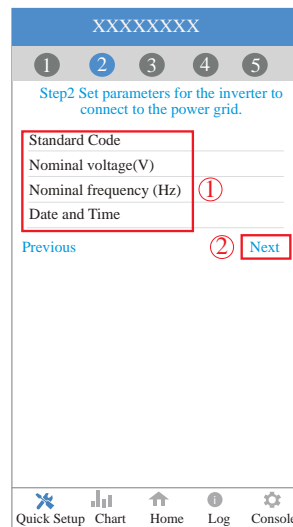 XXXXXXXX
1 2 3 4 5
Step2 Set parameters for the inverter to
connect to the power grid.
Standard Code
Nominal voltage(V)
Nominal frequency (Hz) ①
Date and Time
Previous ② Next
Quick Setup Chart Home Log Console